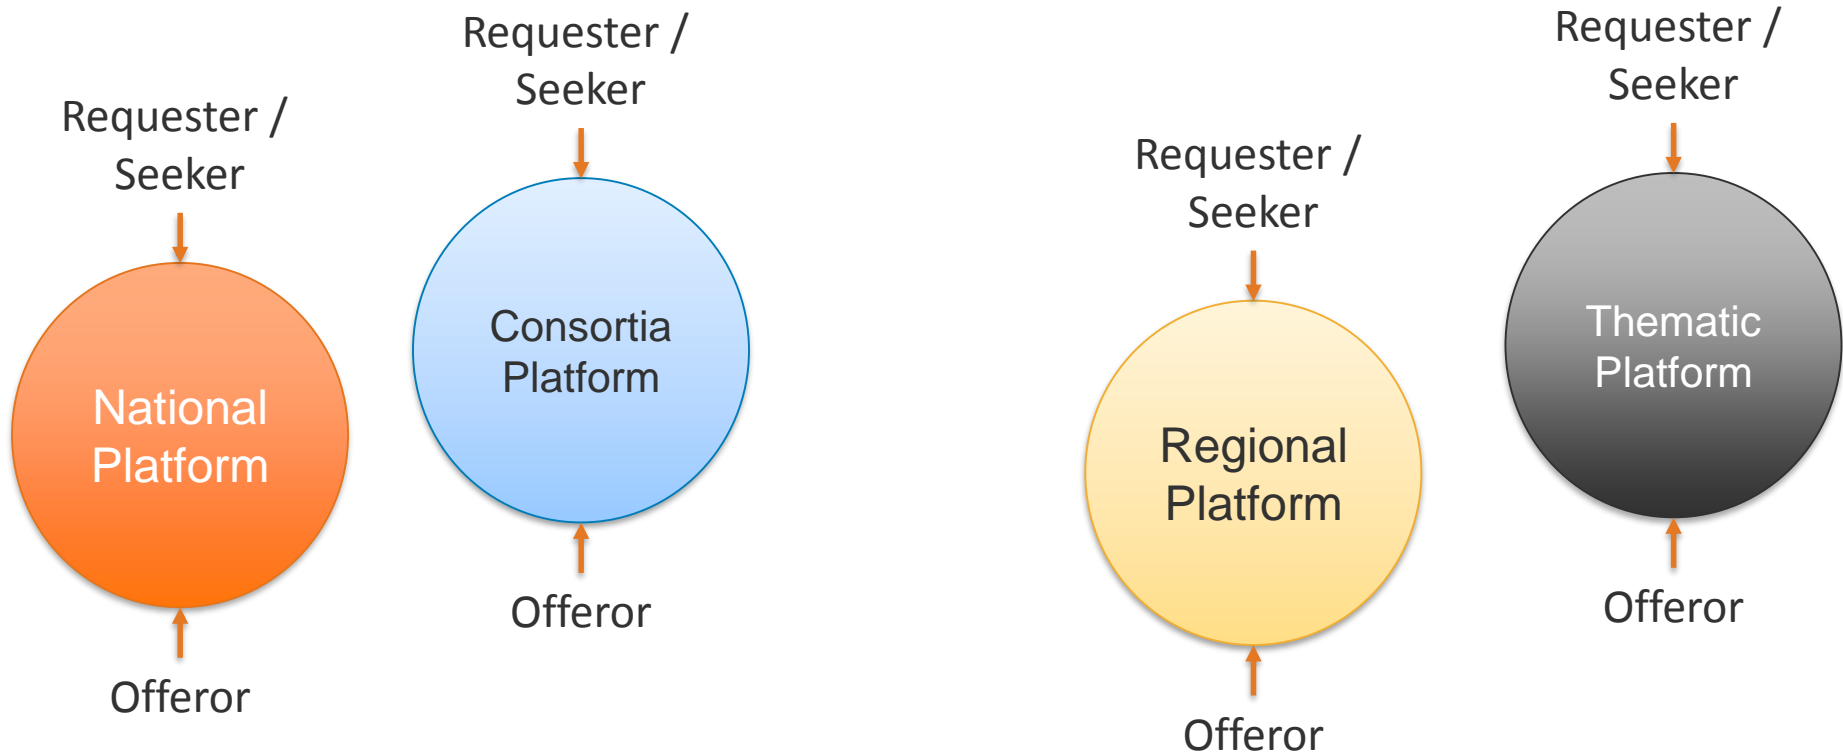 Requester /
Seeker
National
Platform
Offeror
Requester /
Seeker
Consortia
Platform
Offeror
Requester /
Seeker
Regional
Platform
Offeror
Requester /
Seeker
Thematic
Platform
Offeror